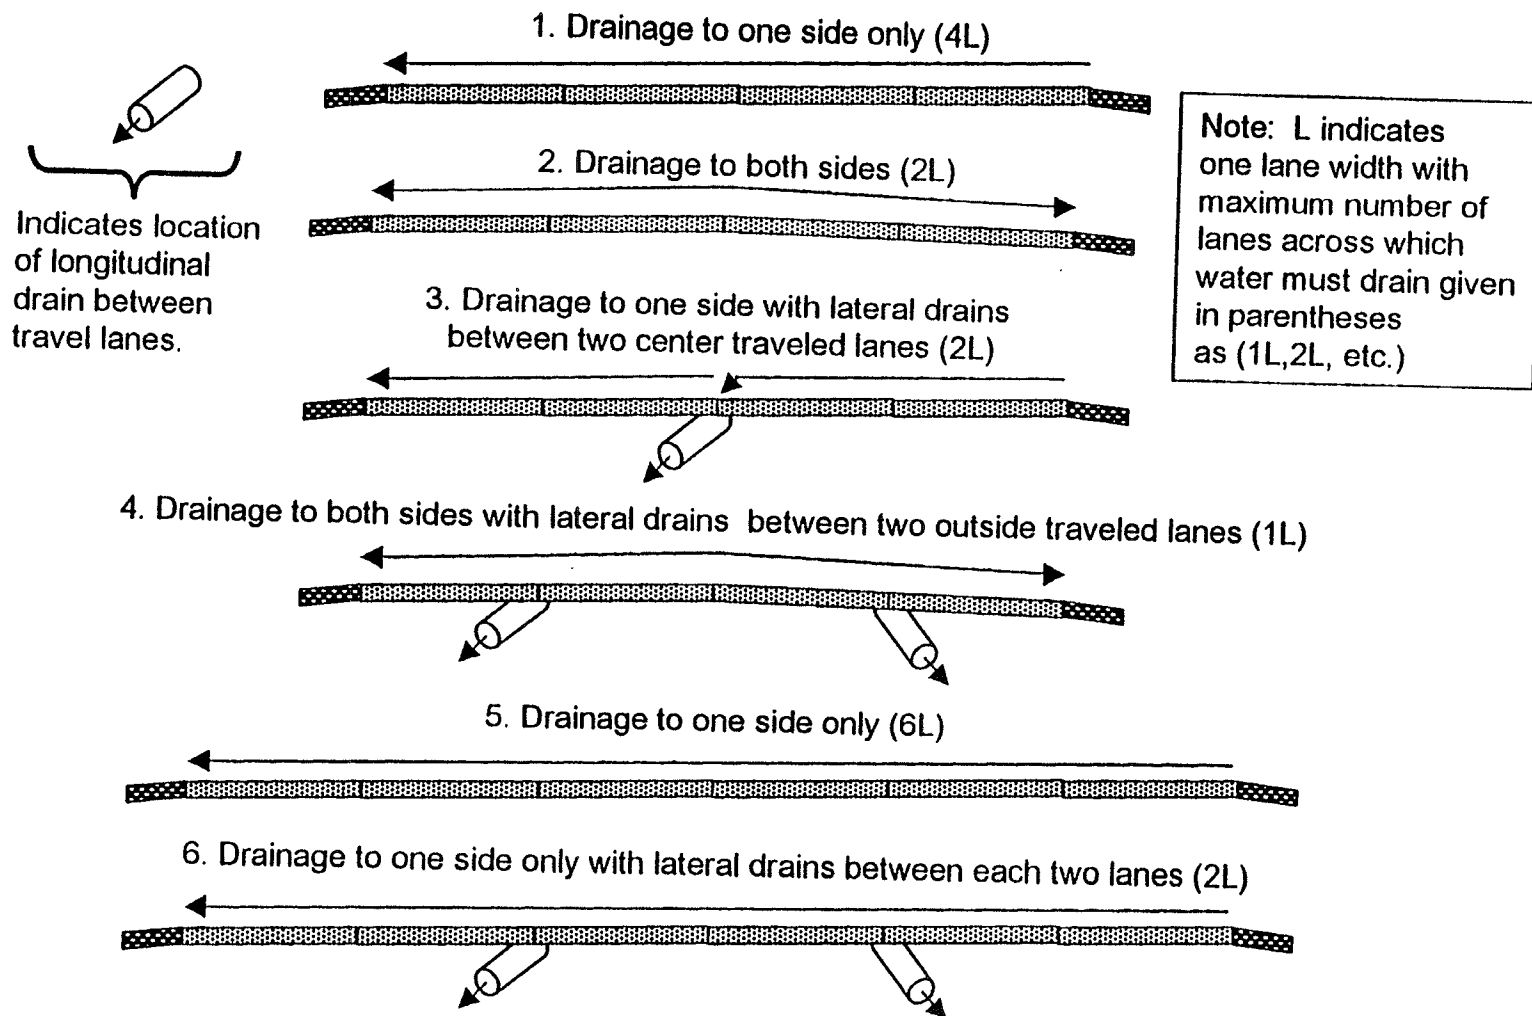 1. Drainage to one side only (4L)
2. Drainage to both sides (2L)
Indicates location
of longitudinal
drain between
travel lanes.
Note: L indicates
one lane width with
maximum number of
lanes across which
water must drain given
in parentheses
as (1L,2L, etc.)
3. Drainage to one side with lateral drains
between two center traveled lanes (2L)
4. Drainage to both sides with lateral drains between two outside traveled lanes (1L)
5. Drainage to one side only (6L)
6. Drainage to one side only with lateral drains between each two lanes (2L)